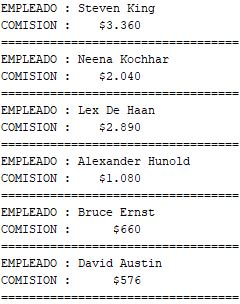 EMPLEADO : Steven King
COMISION :    $3.360
==================================
EMPLEADO : Neena Kochhar
COMISION :    $2.040
==================================
EMPLEADO : Lex De Haan
COMISION :    $2.890
==================================
EMPLEADO : Alexander Hunold
COMISION :    $1.080
==================================
EMPLEADO : Bruce Ernst
COMISION :      $660
==================================
EMPLEADO : David Austin
COMISION :      $576
==================================